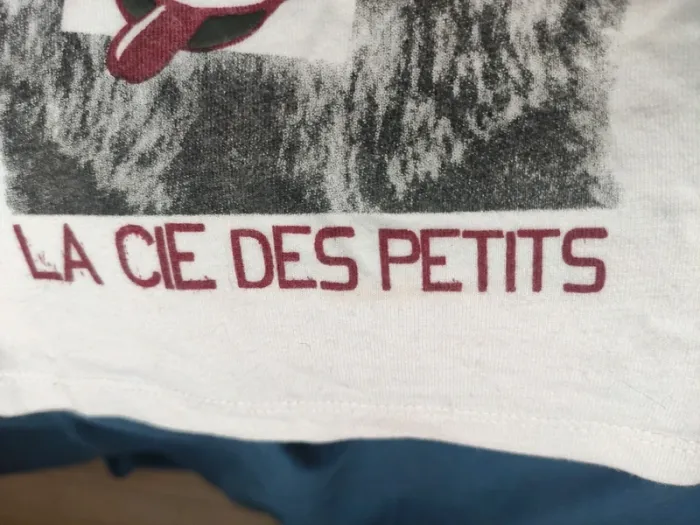 LA CIE DES PETITS